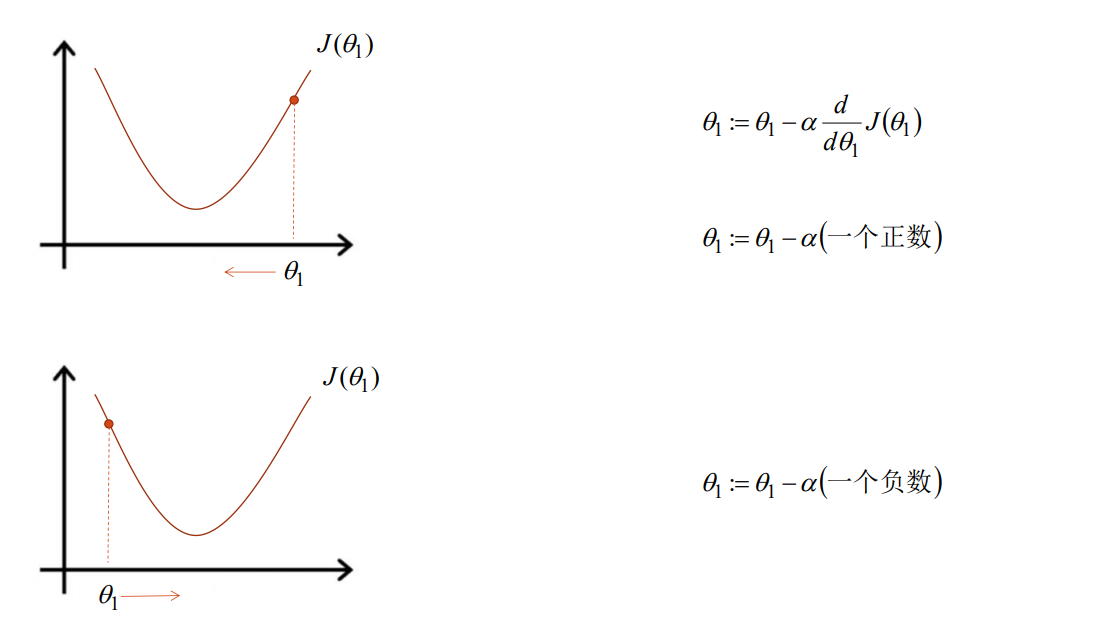 J(θ₁)
θ₁ := θ₁ − α d/dθ₁ J(θ₁)
θ₁ := θ₁ − α(一个正数)
θ₁
J(θ₁)
θ₁ := θ₁ − α(一个负数)
θ₁